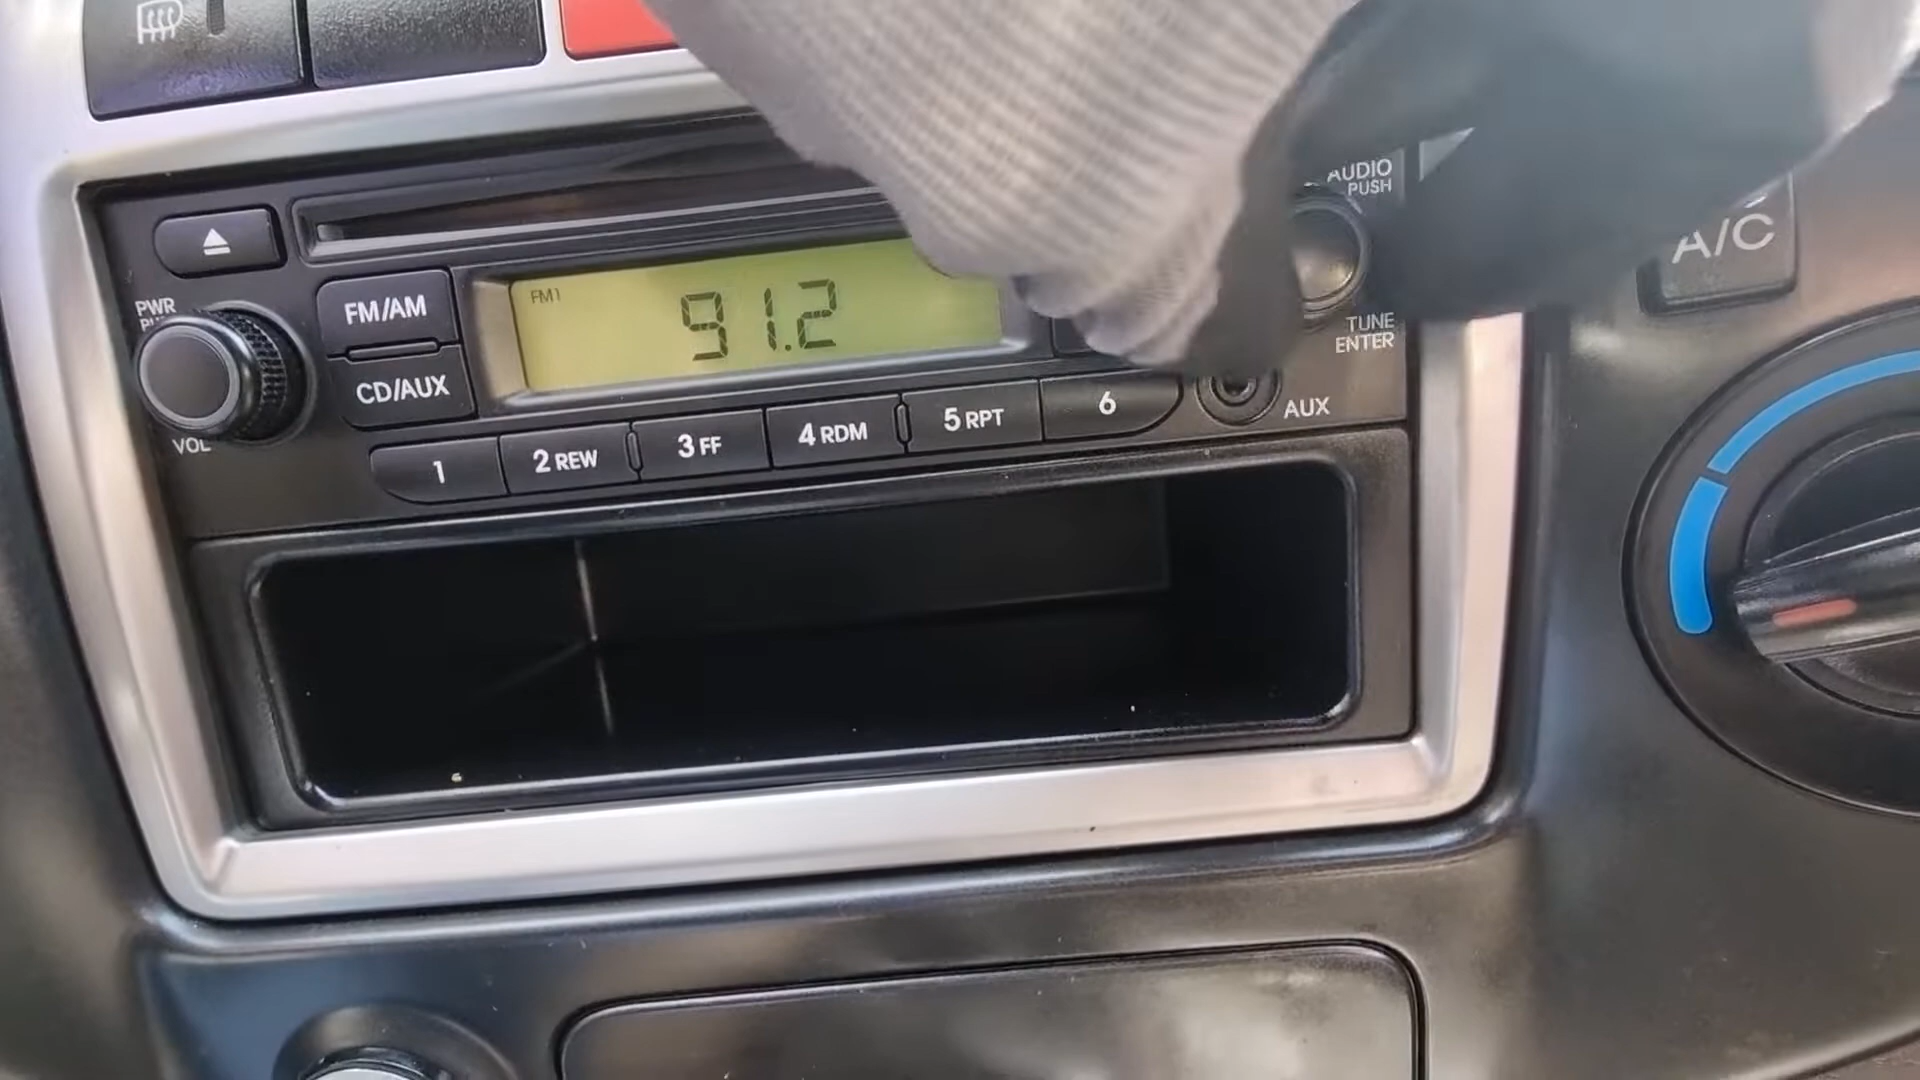 AUDIO
PUSH
A/C
PWR
FM/AM
FM1
91.2
TUNE
ENTER
CD/AUX
VOL
1
2 REW
3 FF
4 RDM
5 RPT
6
AUX